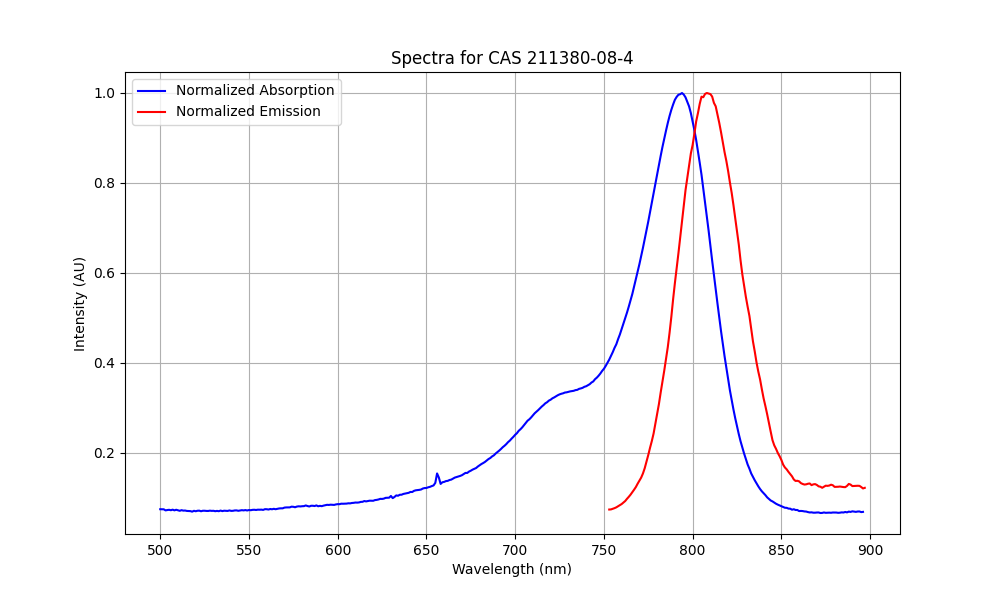 Spectra for CAS 211380-08-4
Normalized Absorption
Normalized Emission
1.0
0.8
0.6
0.4
0.2
Intensity (AU)
500 550 600 650 700 750 800 850 900
Wavelength (nm)